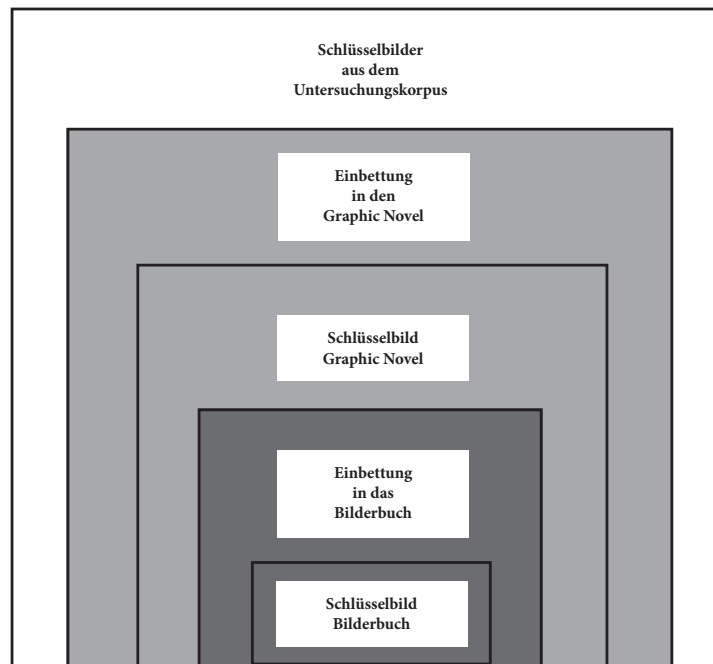 Schlüsselbilder
aus dem
Untersuchungskorpus
Einbettung
in den
Graphic Novel
Schlüsselbild
Graphic Novel
Einbettung
in das
Bilderbuch
Schlüsselbild
Bilderbuch